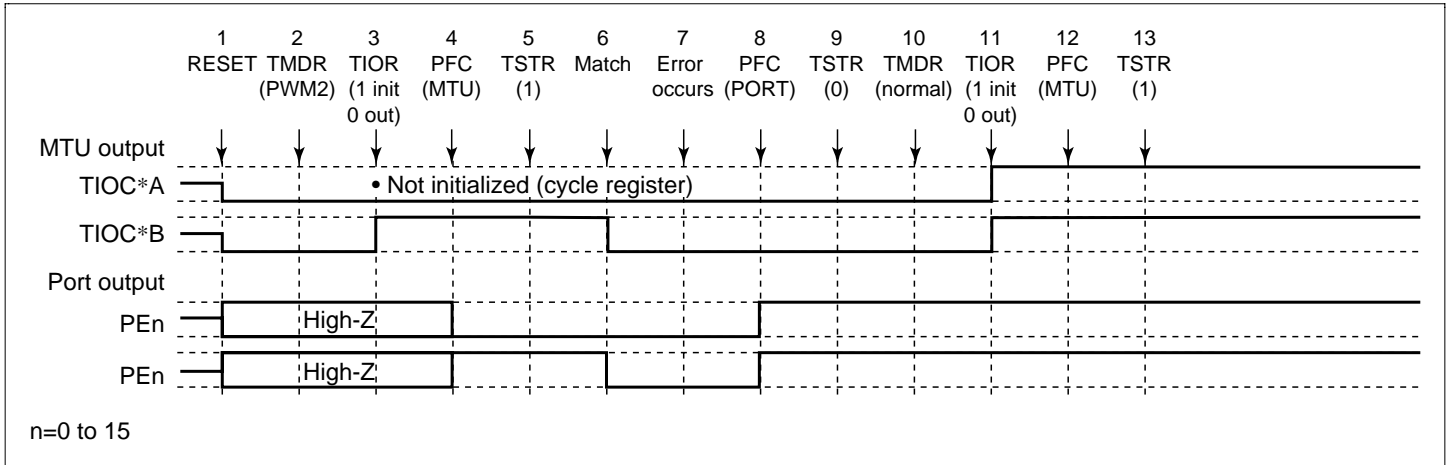 1 2 3 4 5 6 7 8 9 10 11 12 13
RESET TMDR TIOR PFC TSTR Match Error PFC TSTR TMDR TIOR PFC TSTR
(PWM2) (1 init (MTU) (1) occurs (PORT) (0) (normal) (1 init (MTU) (1)
0 out) 0 out)
MTU output
TIOC*A • Not initialized (cycle register)
TIOC*B
Port output
PEn High-Z
PEn High-Z
n=0 to 15